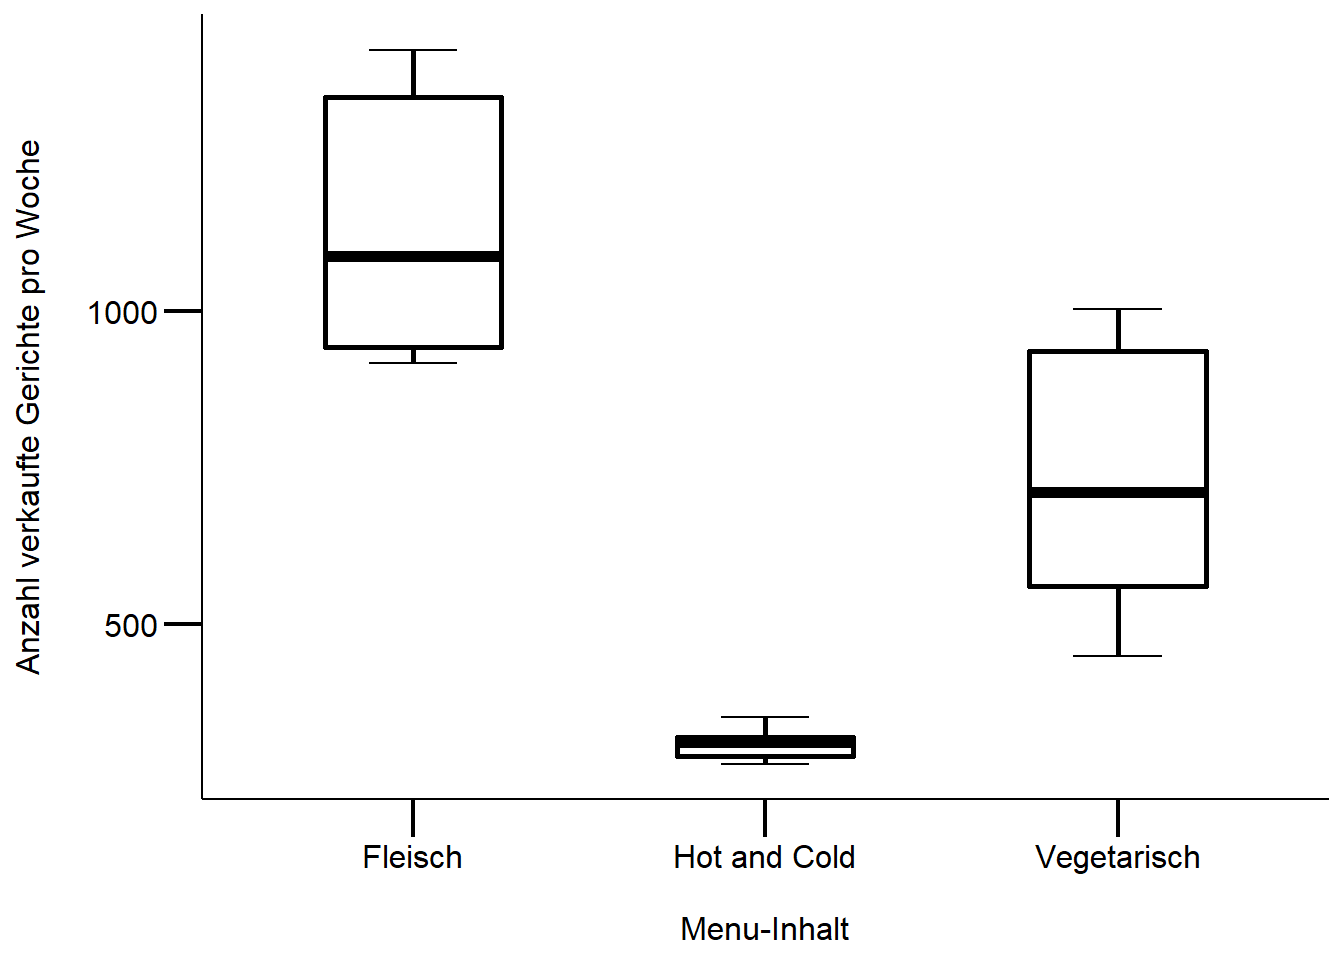 Anzahl verkaufte Gerichte pro Woche
1000
500
Fleisch
Hot and Cold
Vegetarisch
Menu-Inhalt